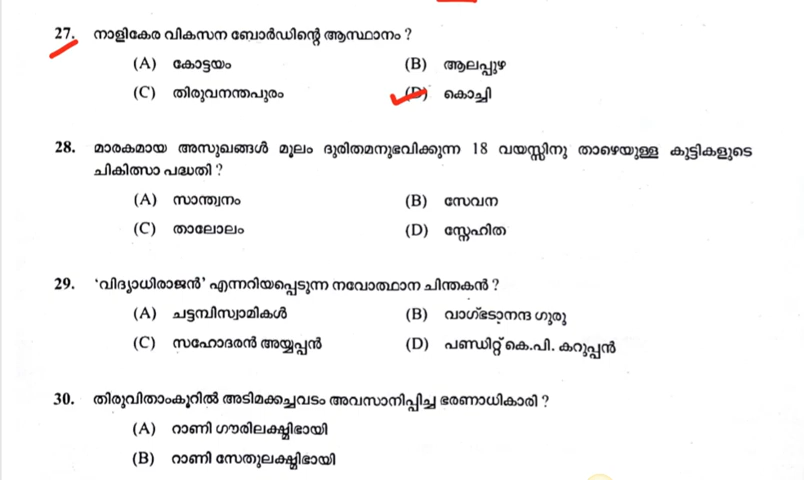 27. നാളികേര വികസന ബോർഡിന്റെ ആസ്ഥാനം ?
(A) കോട്ടയം (B) ആലപ്പുഴ
(C) തിരുവനന്തപുരം (D) കൊച്ചി
28. മാരകമായ അസുഖങ്ങൾ മൂലം ദുരിതമനുഭവിക്കുന്ന 18 വയസ്സിനു താഴെയുള്ള കുട്ടികളുടെ
ചികിത്സാ പദ്ധതി ?
(A) സാന്ത്വനം (B) സേവന
(C) താലോലം (D) സ്നേഹിത
29. 'വിദ്യാധിരാജൻ' എന്നറിയപ്പെടുന്ന നവോത്ഥാന ചിന്തകൻ ?
(A) ചട്ടമ്പിസ്വാമികൾ (B) വാഗ്ഭടാനന്ദ ഗുരു
(C) സഹോദരൻ അയ്യപ്പൻ (D) പണ്ഡിറ്റ് കെ.പി. കറുപ്പൻ
30. തിരുവിതാംകൂറിൽ അടിമക്കച്ചവടം അവസാനിപ്പിച്ച ഭരണാധികാരി ?
(A) റാണി ഗൗരിലക്ഷ്മിഭായി
(B) റാണി സേതുലക്ഷ്മിഭായി